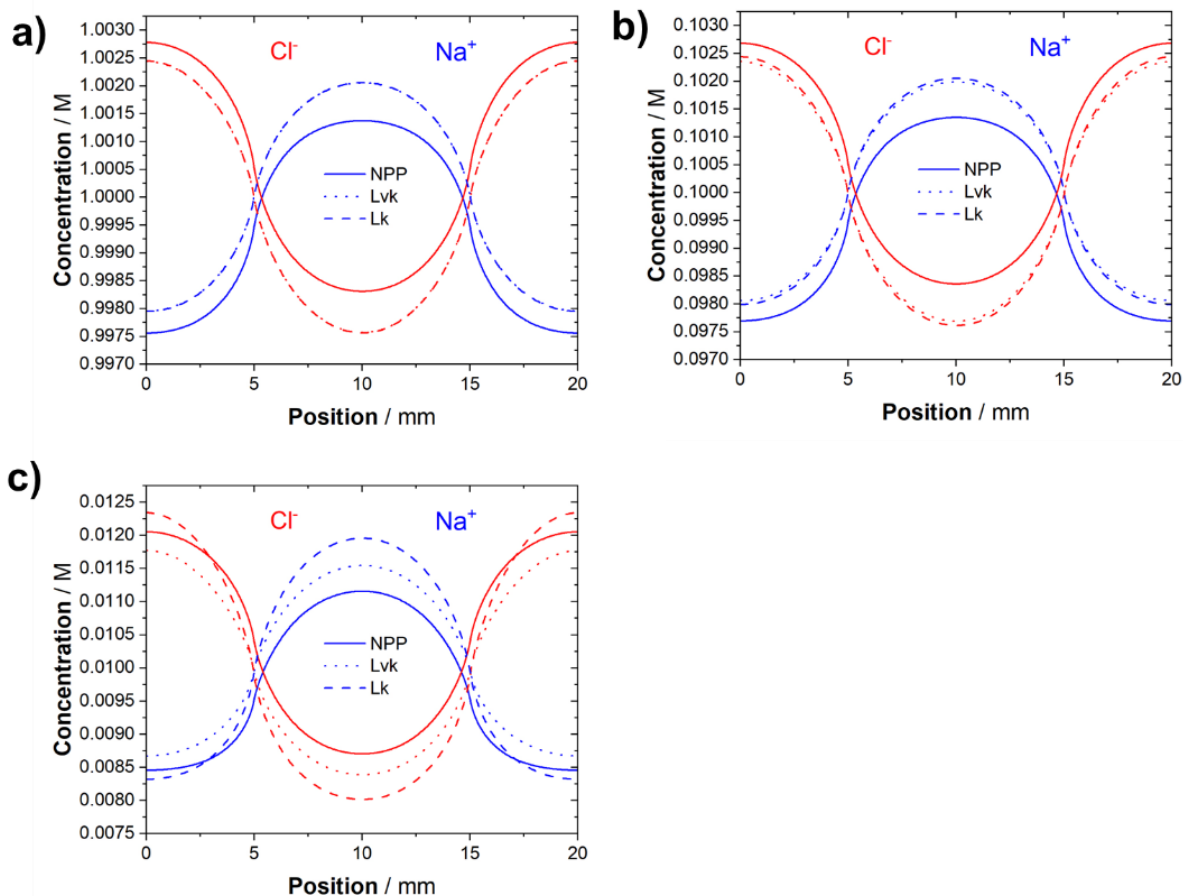 a)
Cl⁻ Na⁺
1.0030
1.0025
1.0020
1.0015
1.0010
1.0005
1.0000
0.9995
0.9990
0.9985
0.9980
0.9975
0.9970
Concentration / M
NPP
Lvk
Lk
0 5 10 15 20
Position / mm
b)
Cl⁻ Na⁺
0.1030
0.1025
0.1020
0.1015
0.1010
0.1005
0.1000
0.0995
0.0990
0.0985
0.0980
0.0975
0.0970
Concentration / M
NPP
Lvk
Lk
0 5 10 15 20
Position / mm
c)
Cl⁻ Na⁺
0.0125
0.0120
0.0115
0.0110
0.0105
0.0100
0.0095
0.0090
0.0085
0.0080
0.0075
Concentration / M
NPP
Lvk
Lk
0 5 10 15 20
Position / mm